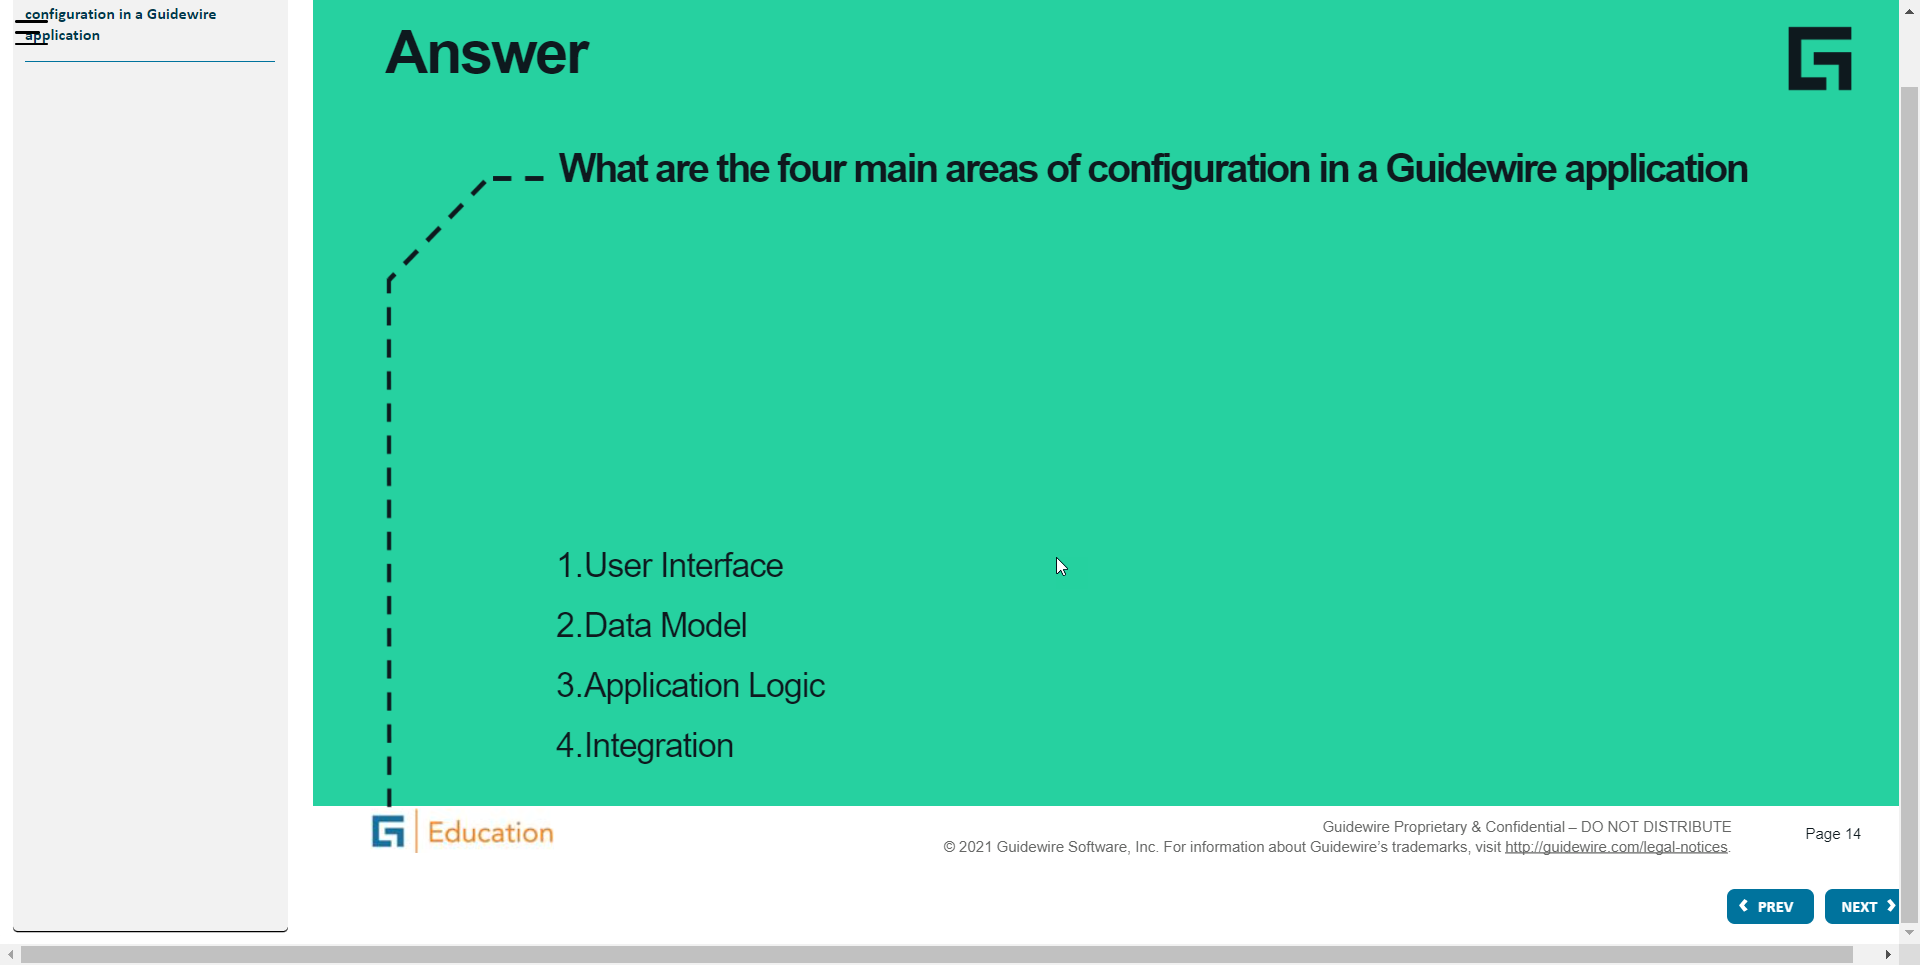 configuration in a Guidewire
application
Answer
What are the four main areas of configuration in a Guidewire application
1.User Interface
2.Data Model
3.Application Logic
4.Integration
Education
Guidewire Proprietary & Confidential – DO NOT DISTRIBUTE
© 2021 Guidewire Software, Inc. For information about Guidewire’s trademarks, visit http://guidewire.com/legal-notices.
Page 14
PREV
NEXT